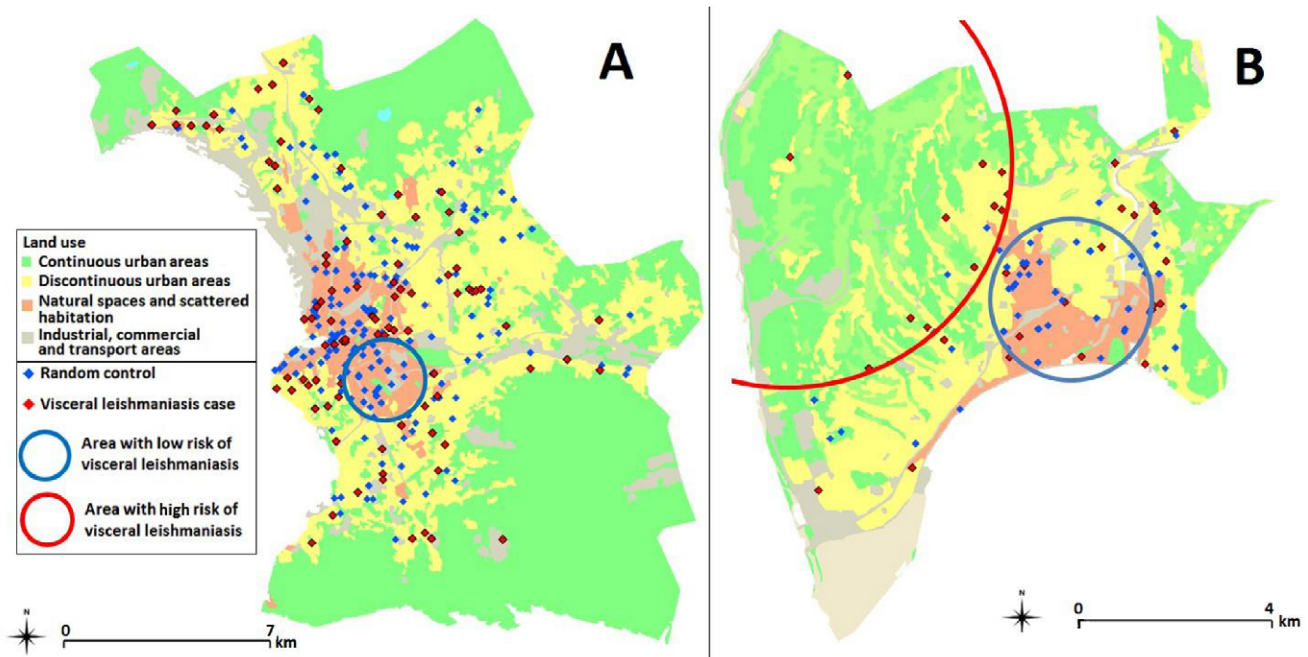 A
B
Land use
Continuous urban areas
Discontinuous urban areas
Natural spaces and scattered
habitation
Industrial, commercial
and transport areas
Random control
Visceral leishmaniasis case
Area with low risk of
visceral leishmaniasis
Area with high risk of
visceral leishmaniasis
N
0
7
km
N
0
4
km